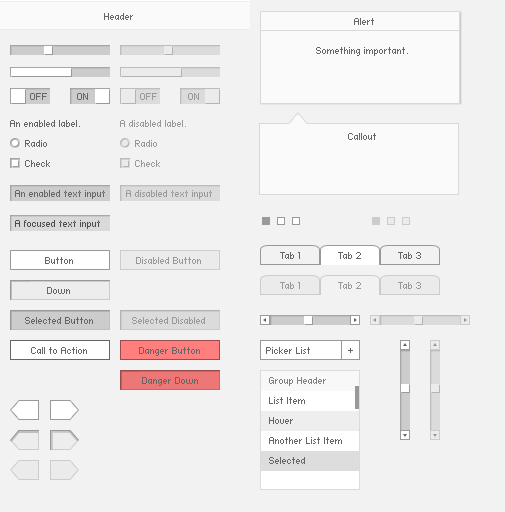 Header
OFF ON OFF ON
An enabled label. A disabled label.
Radio Radio
Check Check
An enabled text input A disabled text input
A focused text input
Button Disabled Button
Down
Selected Button Selected Disabled
Call to Action Danger Button
Danger Down
Alert
Something important.
Callout
Tab 1 Tab 2 Tab 3
Tab 1 Tab 2 Tab 3
Picker List +
Group Header
List Item
Hover
Another List Item
Selected